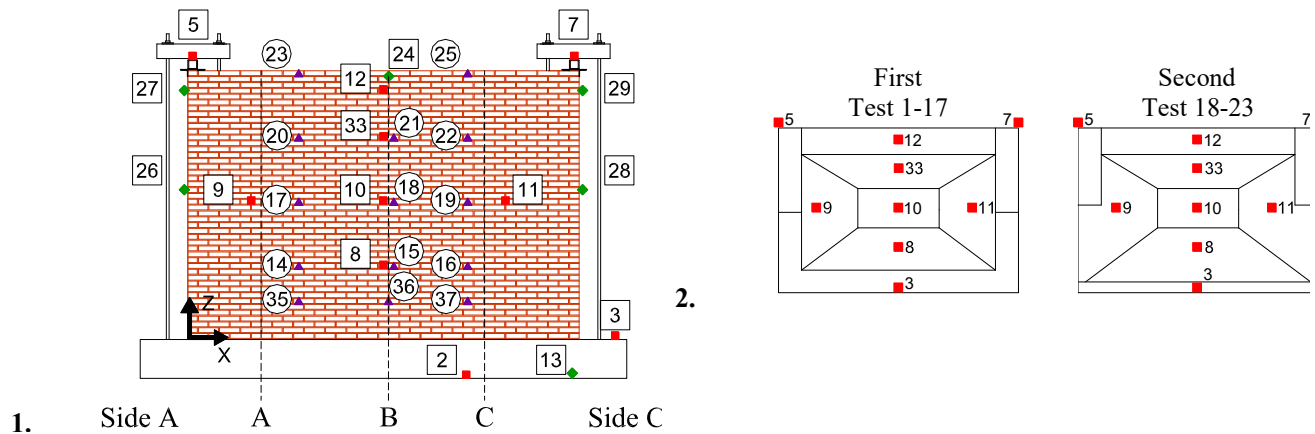 5 7
23 24 25
12
27 29
33 21
20 22
26 28
9 10 18 11
17 19
15
8
14 16
36
35 37
Z
3
X
2 13
1. Side A A B C Side C
2.
First Second
Test 1-17 Test 18-23
5 7 5 7
12 12
33 33
9 10 11 9 10 11
8 8
3 3